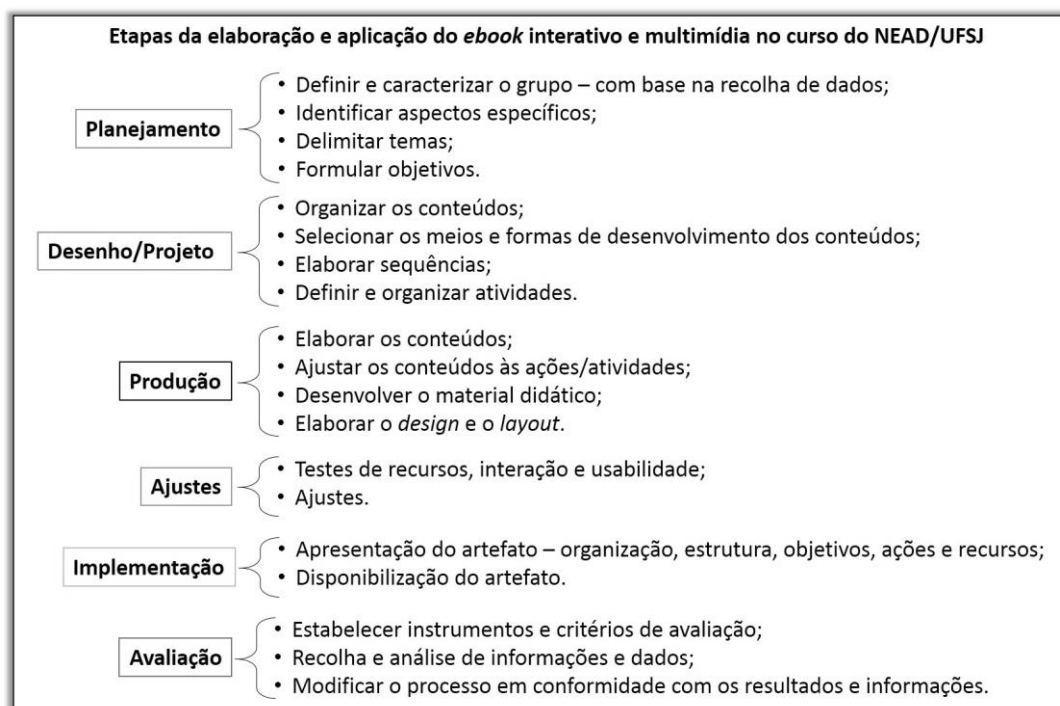 Etapas da elaboração e aplicação do ebook interativo e multimídia no curso do NEAD/UFSJ
Planejamento
• Definir e caracterizar o grupo – com base na recolha de dados;
• Identificar aspectos específicos;
• Delimitar temas;
• Formular objetivos.
Desenho/Projeto
• Organizar os conteúdos;
• Selecionar os meios e formas de desenvolvimento dos conteúdos;
• Elaborar sequências;
• Definir e organizar atividades.
Produção
• Elaborar os conteúdos;
• Ajustar os conteúdos às ações/atividades;
• Desenvolver o material didático;
• Elaborar o design e o layout.
Ajustes
• Testes de recursos, interação e usabilidade;
• Ajustes.
Implementação
• Apresentação do artefato – organização, estrutura, objetivos, ações e recursos;
• Disponibilização do artefato.
Avaliação
• Estabelecer instrumentos e critérios de avaliação;
• Recolha e análise de informações e dados;
• Modificar o processo em conformidade com os resultados e informações.